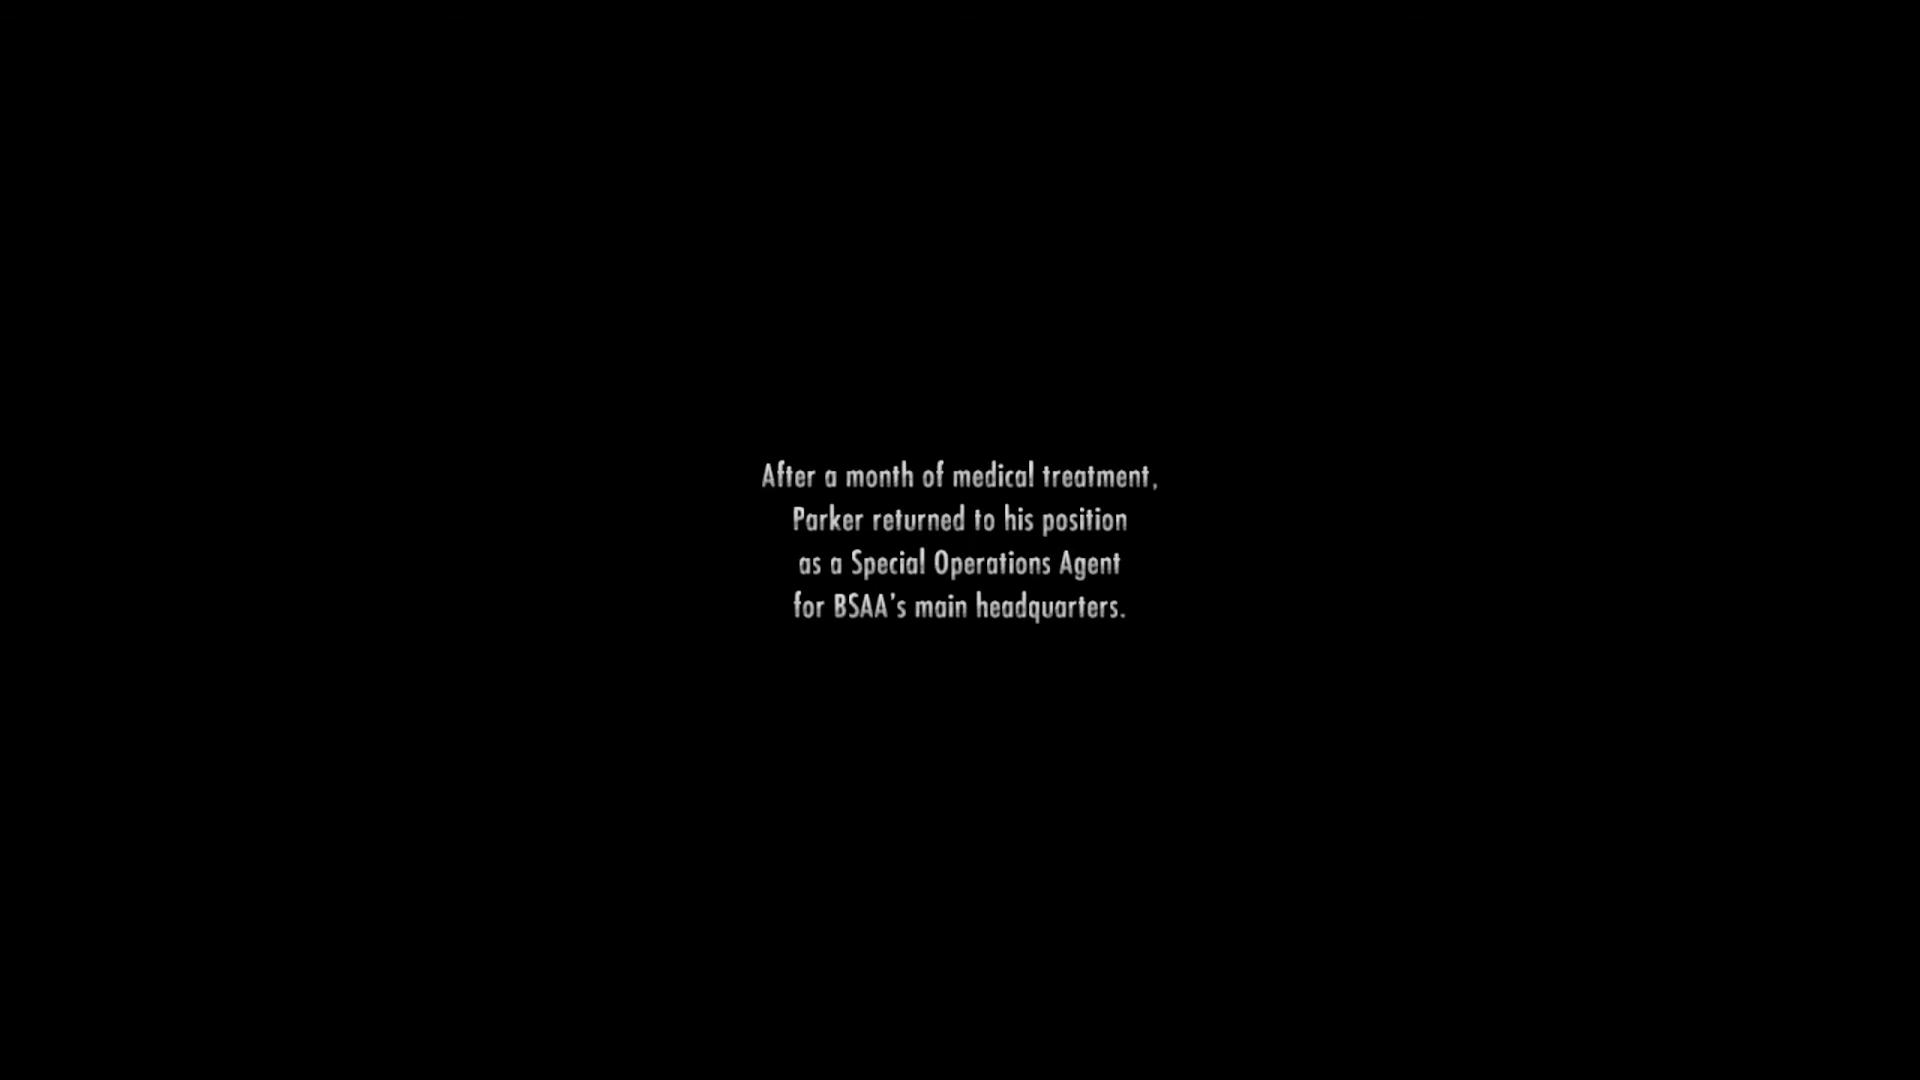 After a month of medical treatment,
Parker returned to his position
as a Special Operations Agent
for BSAA's main headquarters.